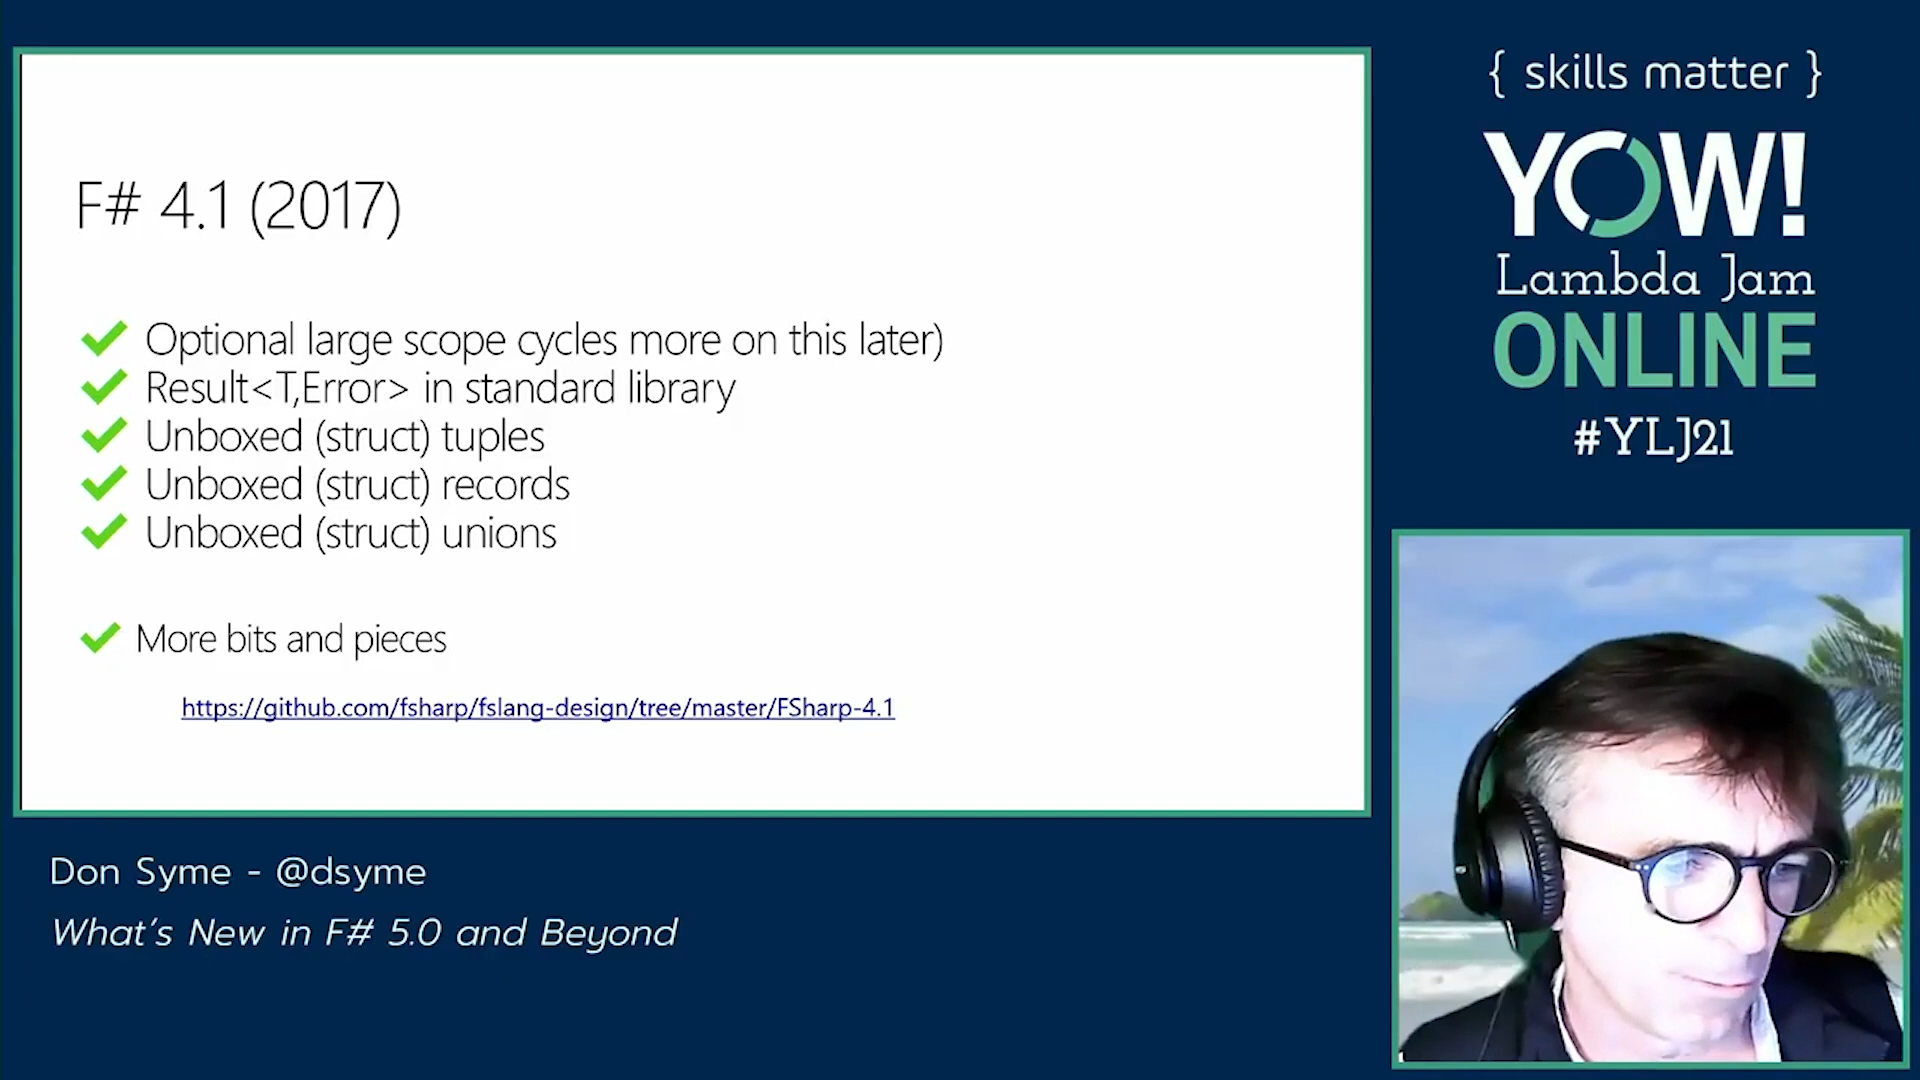 F# 4.1 (2017)
Optional large scope cycles more on this later)
Result<T,Error> in standard library
Unboxed (struct) tuples
Unboxed (struct) records
Unboxed (struct) unions
More bits and pieces
https://github.com/fsharp/fslang-design/tree/master/FSharp-4.1
{ skills matter }
YOW!
Lambda Jam
ONLINE
#YLJ21
Don Syme - @dsyme
What's New in F# 5.0 and Beyond